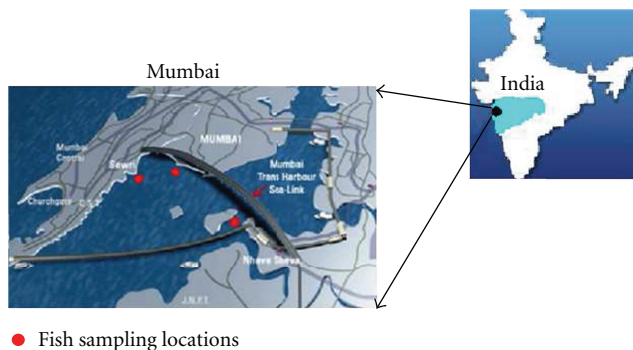 Mumbai
India
MUMBAI
Mumbai
Central
Sewri
Mumbai
Trans Harbour
Sea-Link
Churchgate
Nhava Sheva
J.N.P.T.
Fish sampling locations